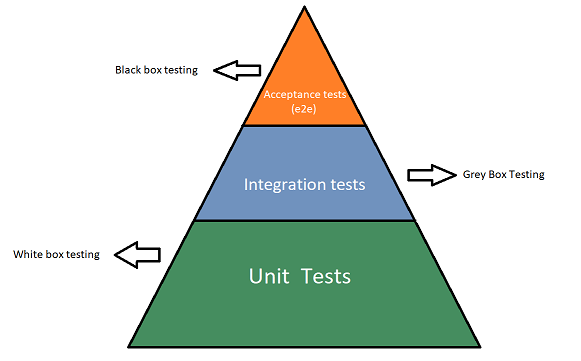 Black box testing
Acceptance tests
(e2e)
Integration tests
Grey Box Testing
White box testing
Unit Tests